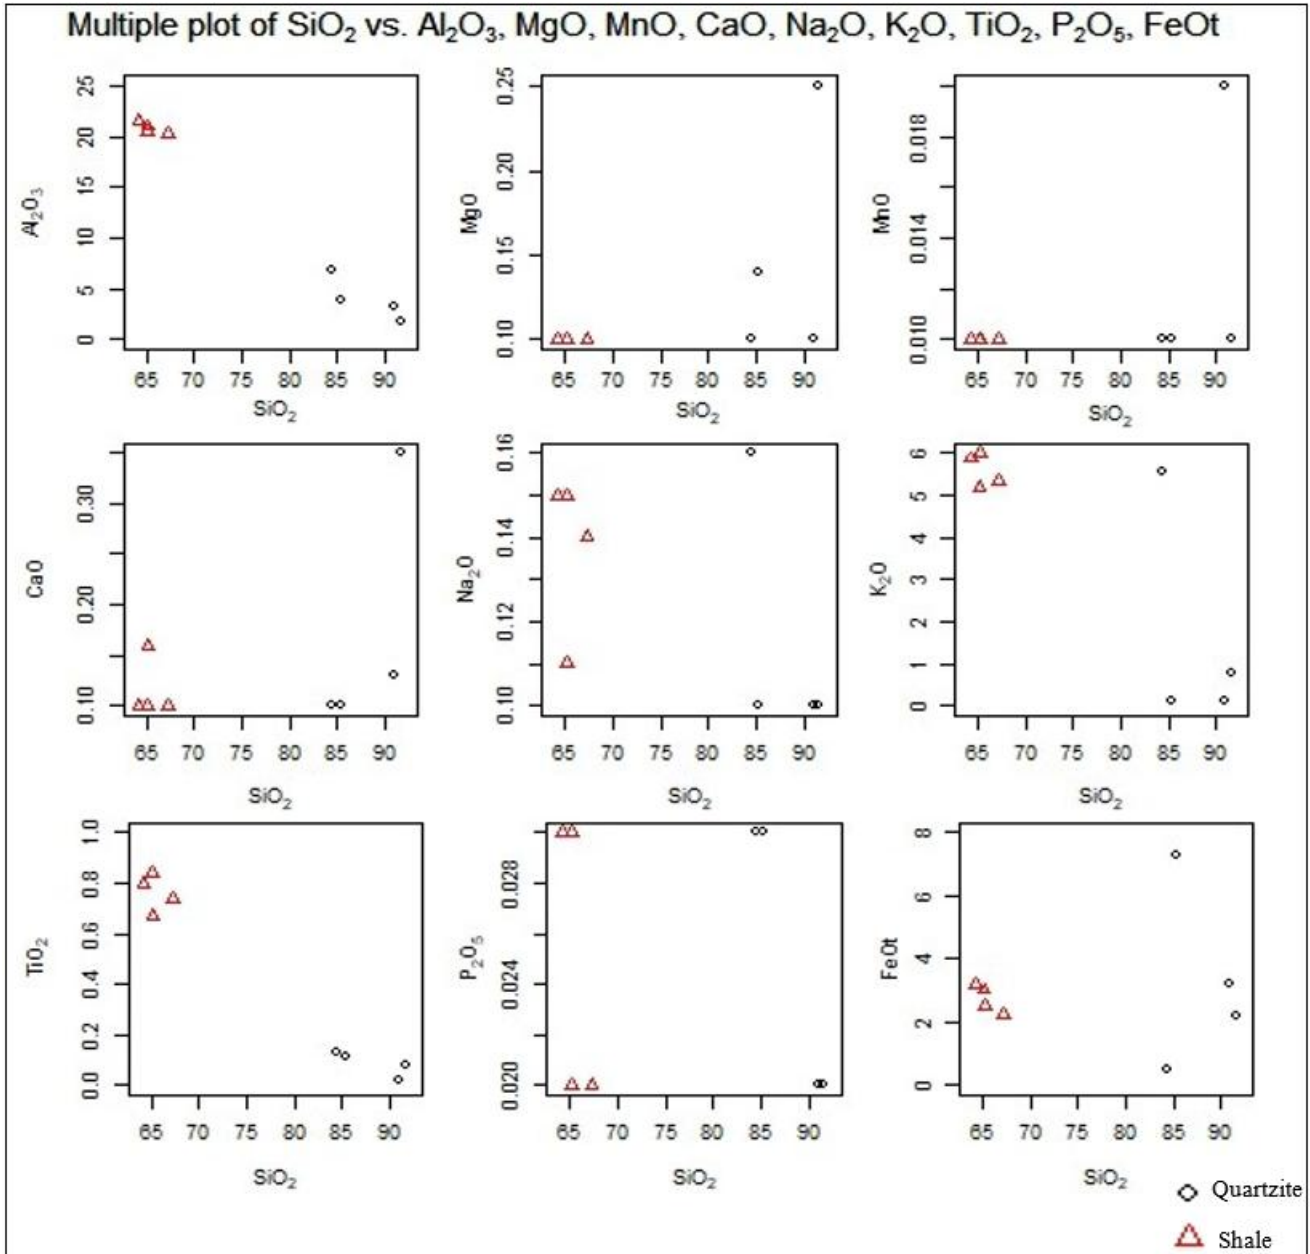 Multiple plot of SiO₂ vs. Al₂O₃, MgO, MnO, CaO, Na₂O, K₂O, TiO₂, P₂O₅, FeOt
Al₂O₃
25
20
15
10
5
0
65 70 75 80 85 90
SiO₂
MgO
0.25
0.20
0.15
0.10
65 70 75 80 85 90
SiO₂
MnO
0.018
0.014
0.010
65 70 75 80 85 90
SiO₂
CaO
0.30
0.20
0.10
65 70 75 80 85 90
SiO₂
Na₂O
0.16
0.14
0.12
0.10
65 70 75 80 85 90
SiO₂
K₂O
6
5
4
3
2
1
0
65 70 75 80 85 90
SiO₂
TiO₂
1.0
0.8
0.6
0.4
0.2
0.0
65 70 75 80 85 90
SiO₂
P₂O₅
0.028
0.024
0.020
65 70 75 80 85 90
SiO₂
FeOt
8
6
4
2
0
65 70 75 80 85 90
SiO₂
Quartzite
Shale